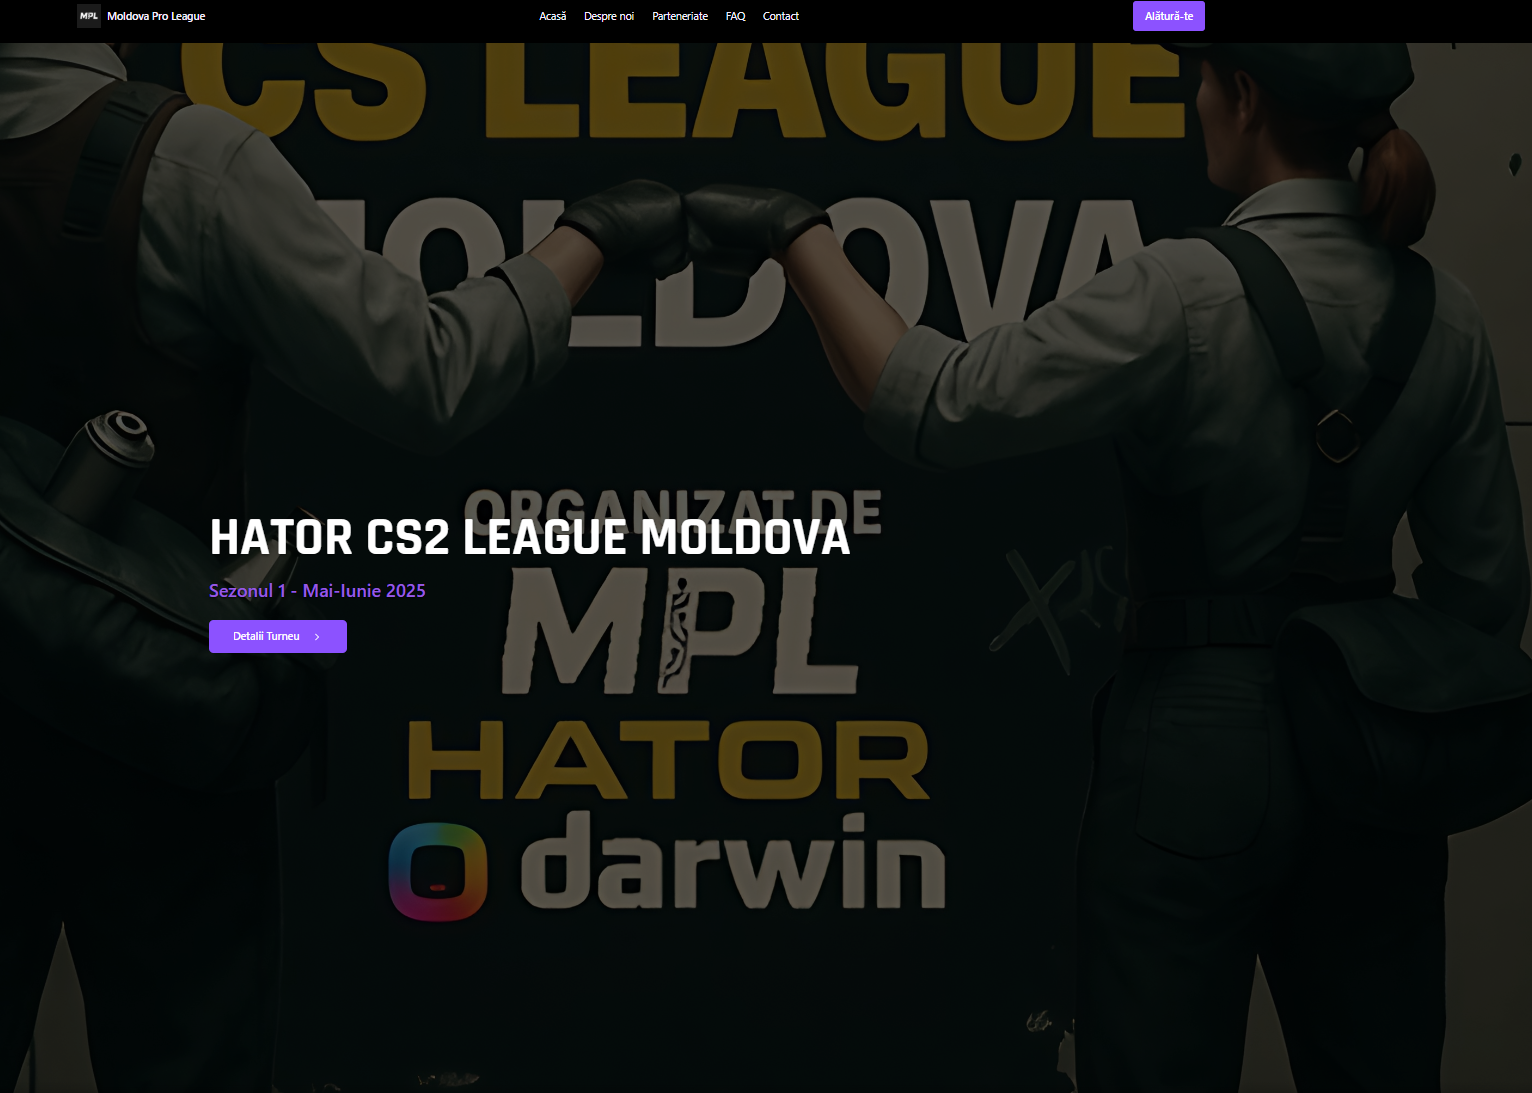 MPL Moldova Pro League
Acasă Despre noi Parteneriate FAQ Contact
Alătură-te
CS LEAGUE
MOLDOVA
ORGANIZAT DE
HATOR CS2 LEAGUE MOLDOVA
Sezonul 1 - Mai-Iunie 2025
Detalii Turneu
MPL
HATOR
darwin